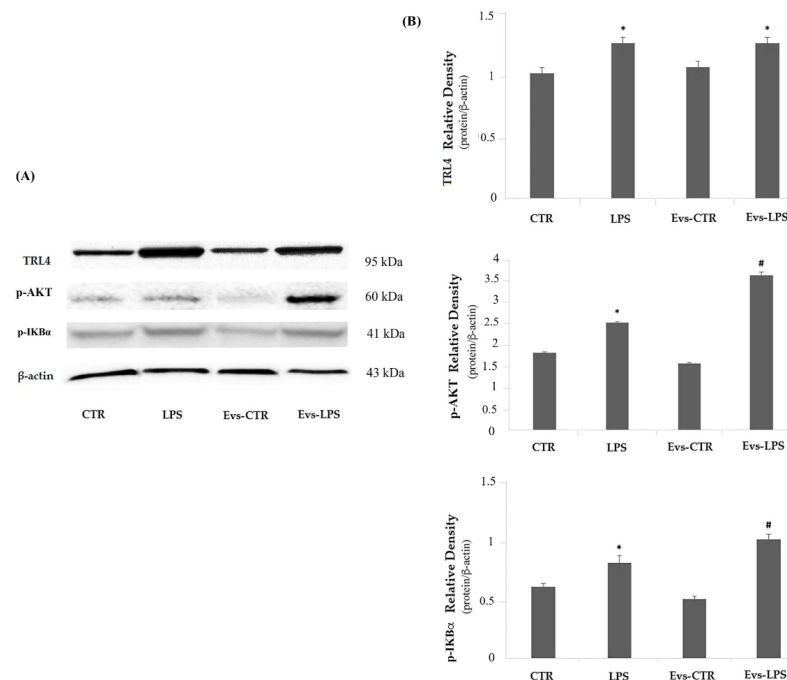 (A)
TRL4
95 kDa
p-AKT
60 kDa
p-IKBα
41 kDa
β-actin
43 kDa
CTR LPS Evs-CTR Evs-LPS
(B)
TRL4 Relative Density
(protein/β-actin)
1.5
1
0.5
0
* *
CTR LPS Evs-CTR Evs-LPS
p-AKT Relative Density
(protein/β-actin)
4
3.5
3
2.5
2
1.5
1
0.5
0
* #
CTR LPS Evs-CTR Evs-LPS
p-IKBα Relative Density
(protein/β-actin)
1.5
1
0.5
0
* #
CTR LPS Evs-CTR Evs-LPS